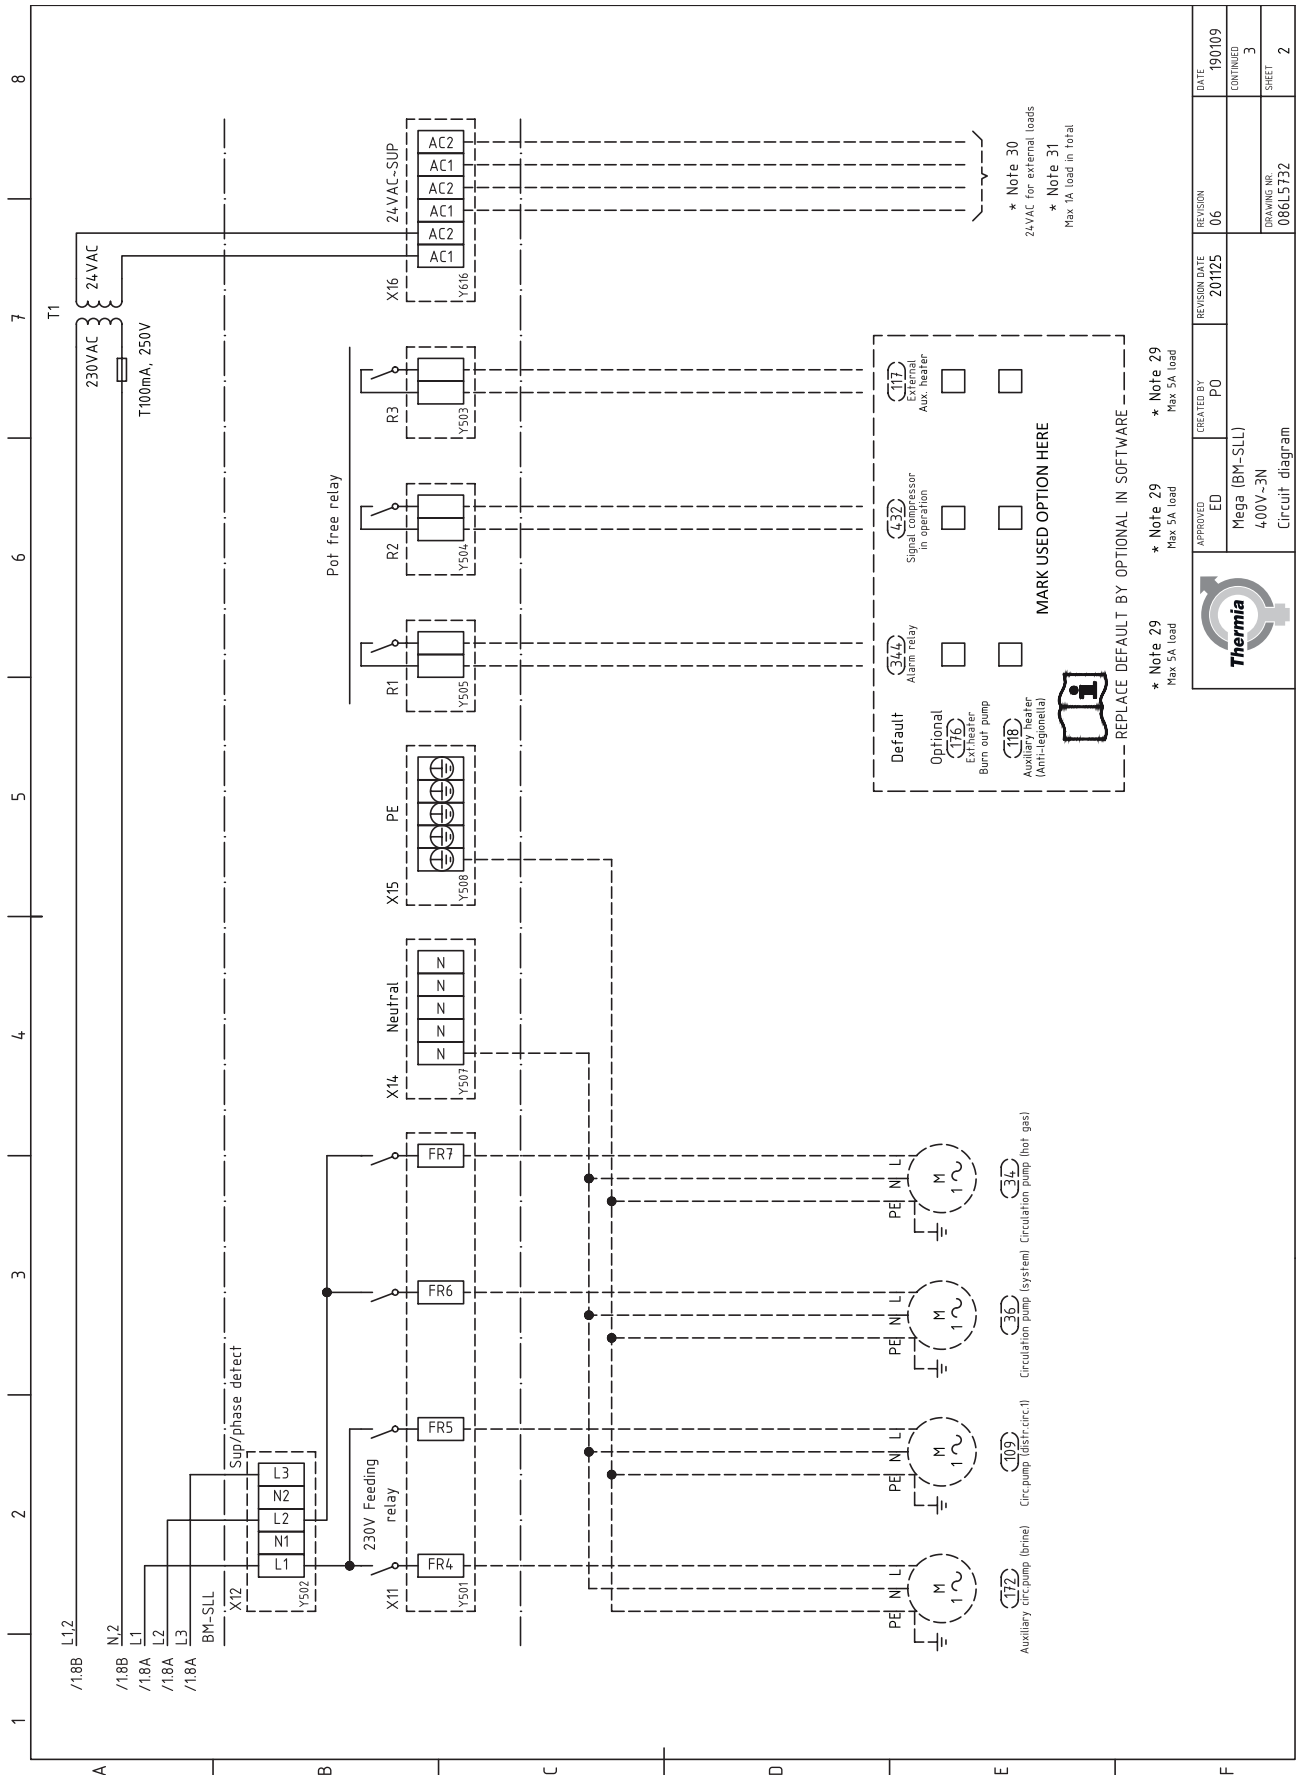 1
2
3
4
5
6
7
8
A
B
C
D
E
F
/1.8B L1,2
/1.8B N,2
/1.8A L1
/1.8A L2
/1.8A L3
BM-SLL
T1
230VAC
24VAC
T100mA, 250V
X12
Sup/phase detect
L1
N1
L2
N2
L3
Y502
230V Feeding
relay
X11
FR4
FR5
FR6
FR7
Y501
X14
Neutral
N
N
N
N
N
Y507
X15
PE
Y508
Pot free relay
R1
Y505
R2
Y504
R3
Y503
X16
24VAC~SUP
AC1
AC2
AC1
AC2
AC1
AC2
Y616
PE N L
M
1
172
Auxiliary circ.pump (brine)
PE N L
M
1
109
Circ.pump (distr.circ.1)
PE N L
M
1
36
Circulation pump (system)
PE N L
M
1
34
Circulation pump (hot gas)
Default
344
Alarm relay
432
Signal compressor
in operation
117
External
Aux. heater
Optional
176
Ext.heater
Burn out pump
118
Auxiliary heater
(Anti-legionella)
MARK USED OPTION HERE
i
REPLACE DEFAULT BY OPTIONAL IN SOFTWARE
* Note 29
Max 5A load
* Note 29
Max 5A load
* Note 29
Max 5A load
* Note 30
24VAC for external loads
* Note 31
Max 1A load in total
Thermia
APPROVED
ED
CREATED BY
PO
REVISION DATE
201125
REVISION
06
DATE
190109
Mega (BM-SLL)
400V~3N
Circuit diagram
DRAWING NR.
086L5732
CONTINUED
3
SHEET
2